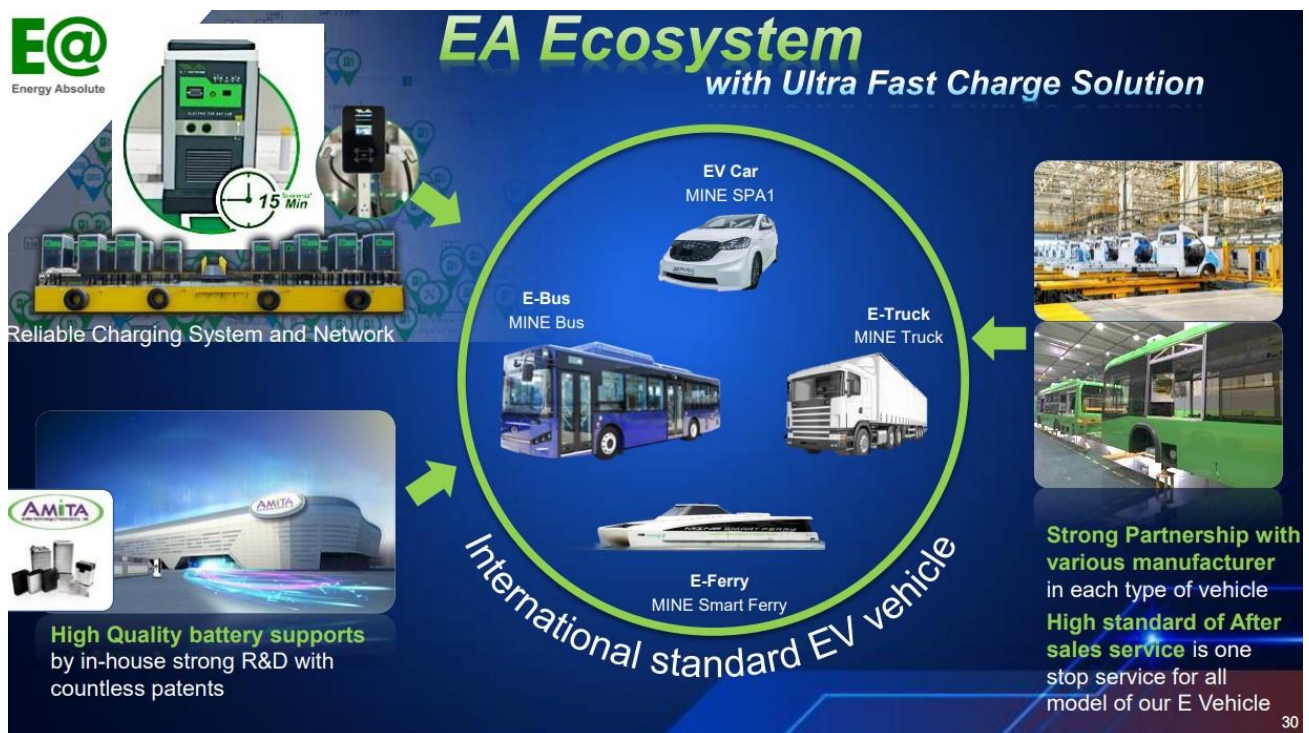 E@
Energy Absolute
EA Ecosystem
with Ultra Fast Charge Solution
15
Min
Reliable Charging System and Network
EV Car
MINE SPA1
E-Bus
MINE Bus
E-Truck
MINE Truck
MINE SMART FERRY
E-Ferry
MINE Smart Ferry
International standard EV vehicle
AMITA
AMITA
High Quality battery supports
by in-house strong R&D with
countless patents
Strong Partnership with
various manufacturer
in each type of vehicle
High standard of After
sales service is one
stop service for all
model of our E Vehicle
30